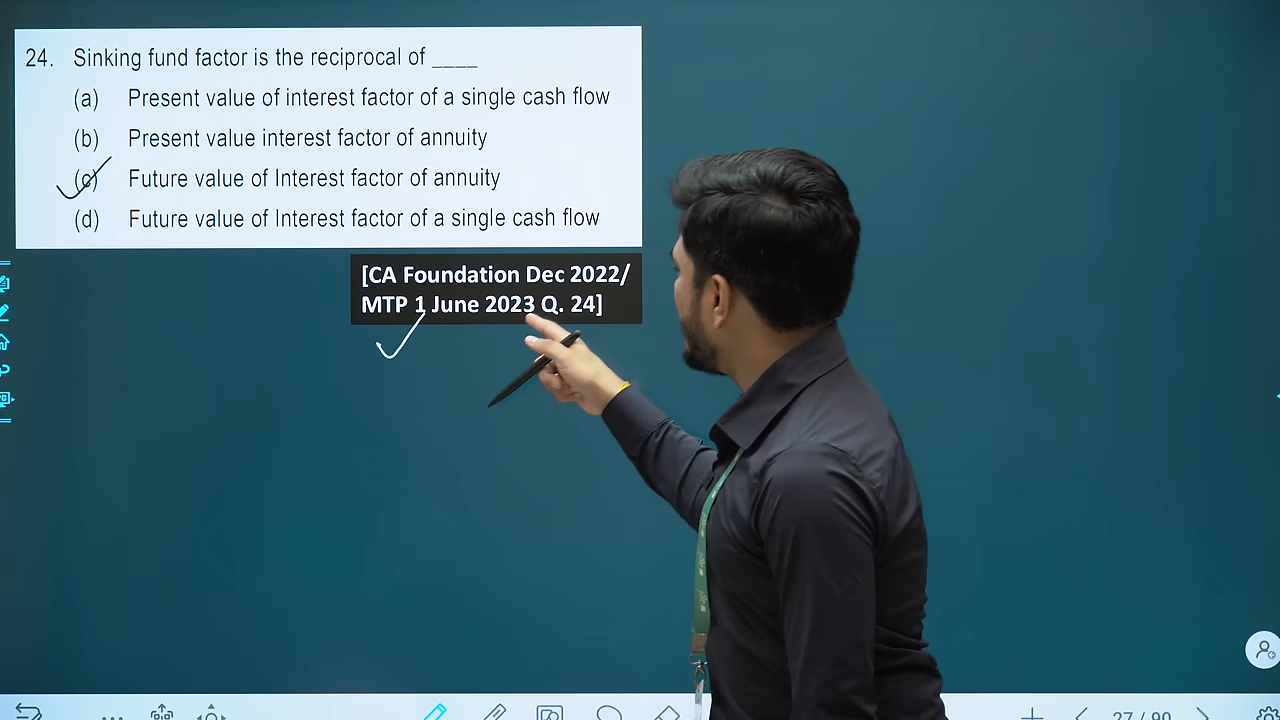 24. Sinking fund factor is the reciprocal of ____
(a) Present value of interest factor of a single cash flow
(b) Present value interest factor of annuity
(c) Future value of Interest factor of annuity
(d) Future value of Interest factor of a single cash flow
[CA Foundation Dec 2022/
MTP 1 June 2023 Q. 24]
27 / 90